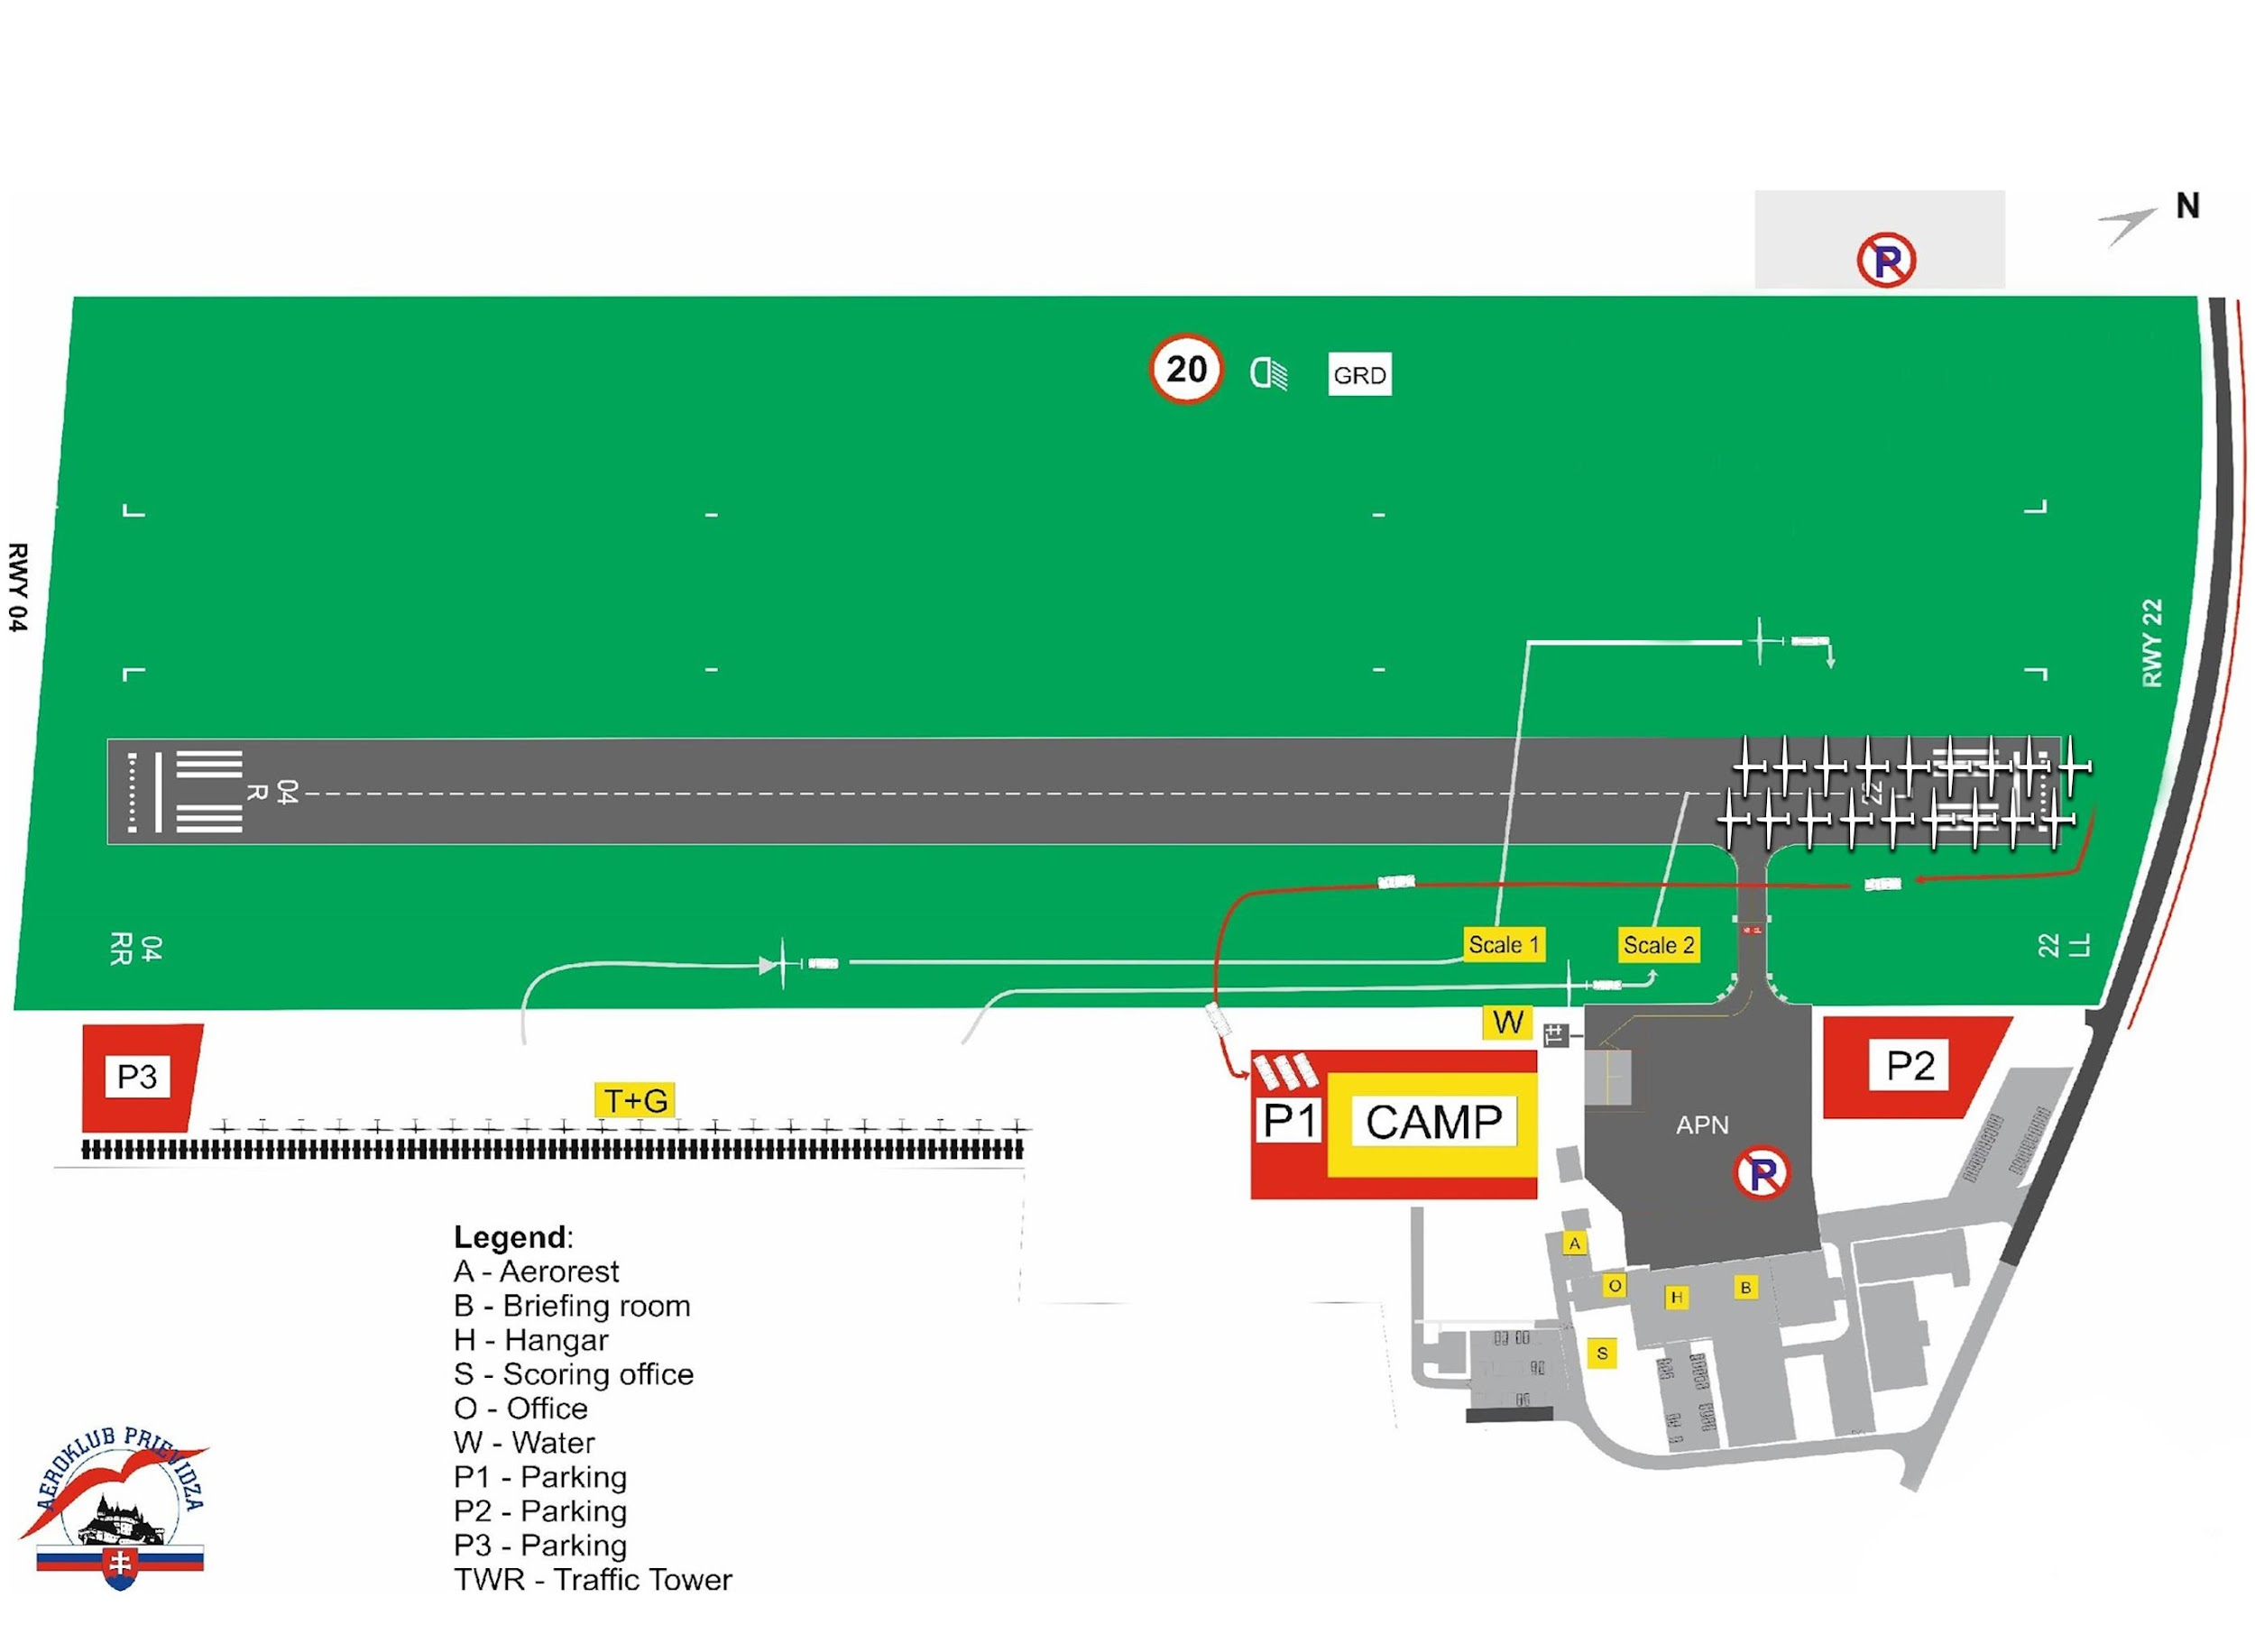 N
P
20
GRD
RWY 04
RWY 22
04
R
22
04
RR
22
LL
Scale 1
Scale 2
W
P3
T+G
P1
CAMP
P2
APN
P
A
O
H
B
S
Legend:
A - Aerorest
B - Briefing room
H - Hangar
S - Scoring office
O - Office
W - Water
P1 - Parking
P2 - Parking
P3 - Parking
TWR - Traffic Tower
AEROKLUB PRIEVIDZA